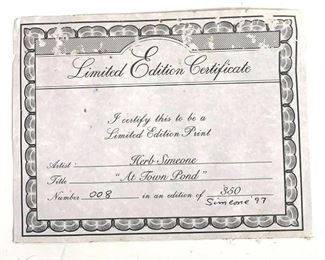 Limited Edition Certificate
I certify this to be a
Limited Edition Print
Artist: Herb Simeone
Title "At Town Pond"
Number 008 in an edition of 350
Simeone 97